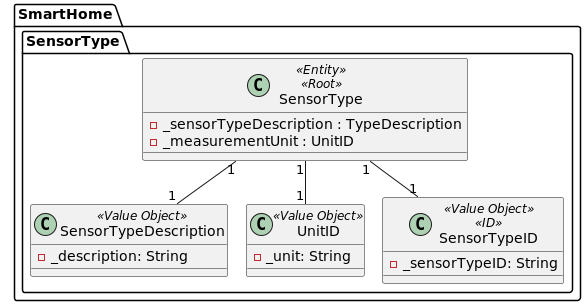 SmartHome
SensorType
«Entity»
«Root»
C SensorType
_sensorTypeDescription : TypeDescription
_measurementUnit : UnitID
1 1 1
1 1 1
C «Value Object»
SensorTypeDescription
_description: String
C «Value Object»
UnitID
_unit: String
C «Value Object»
«ID»
SensorTypeID
_sensorTypeID: String